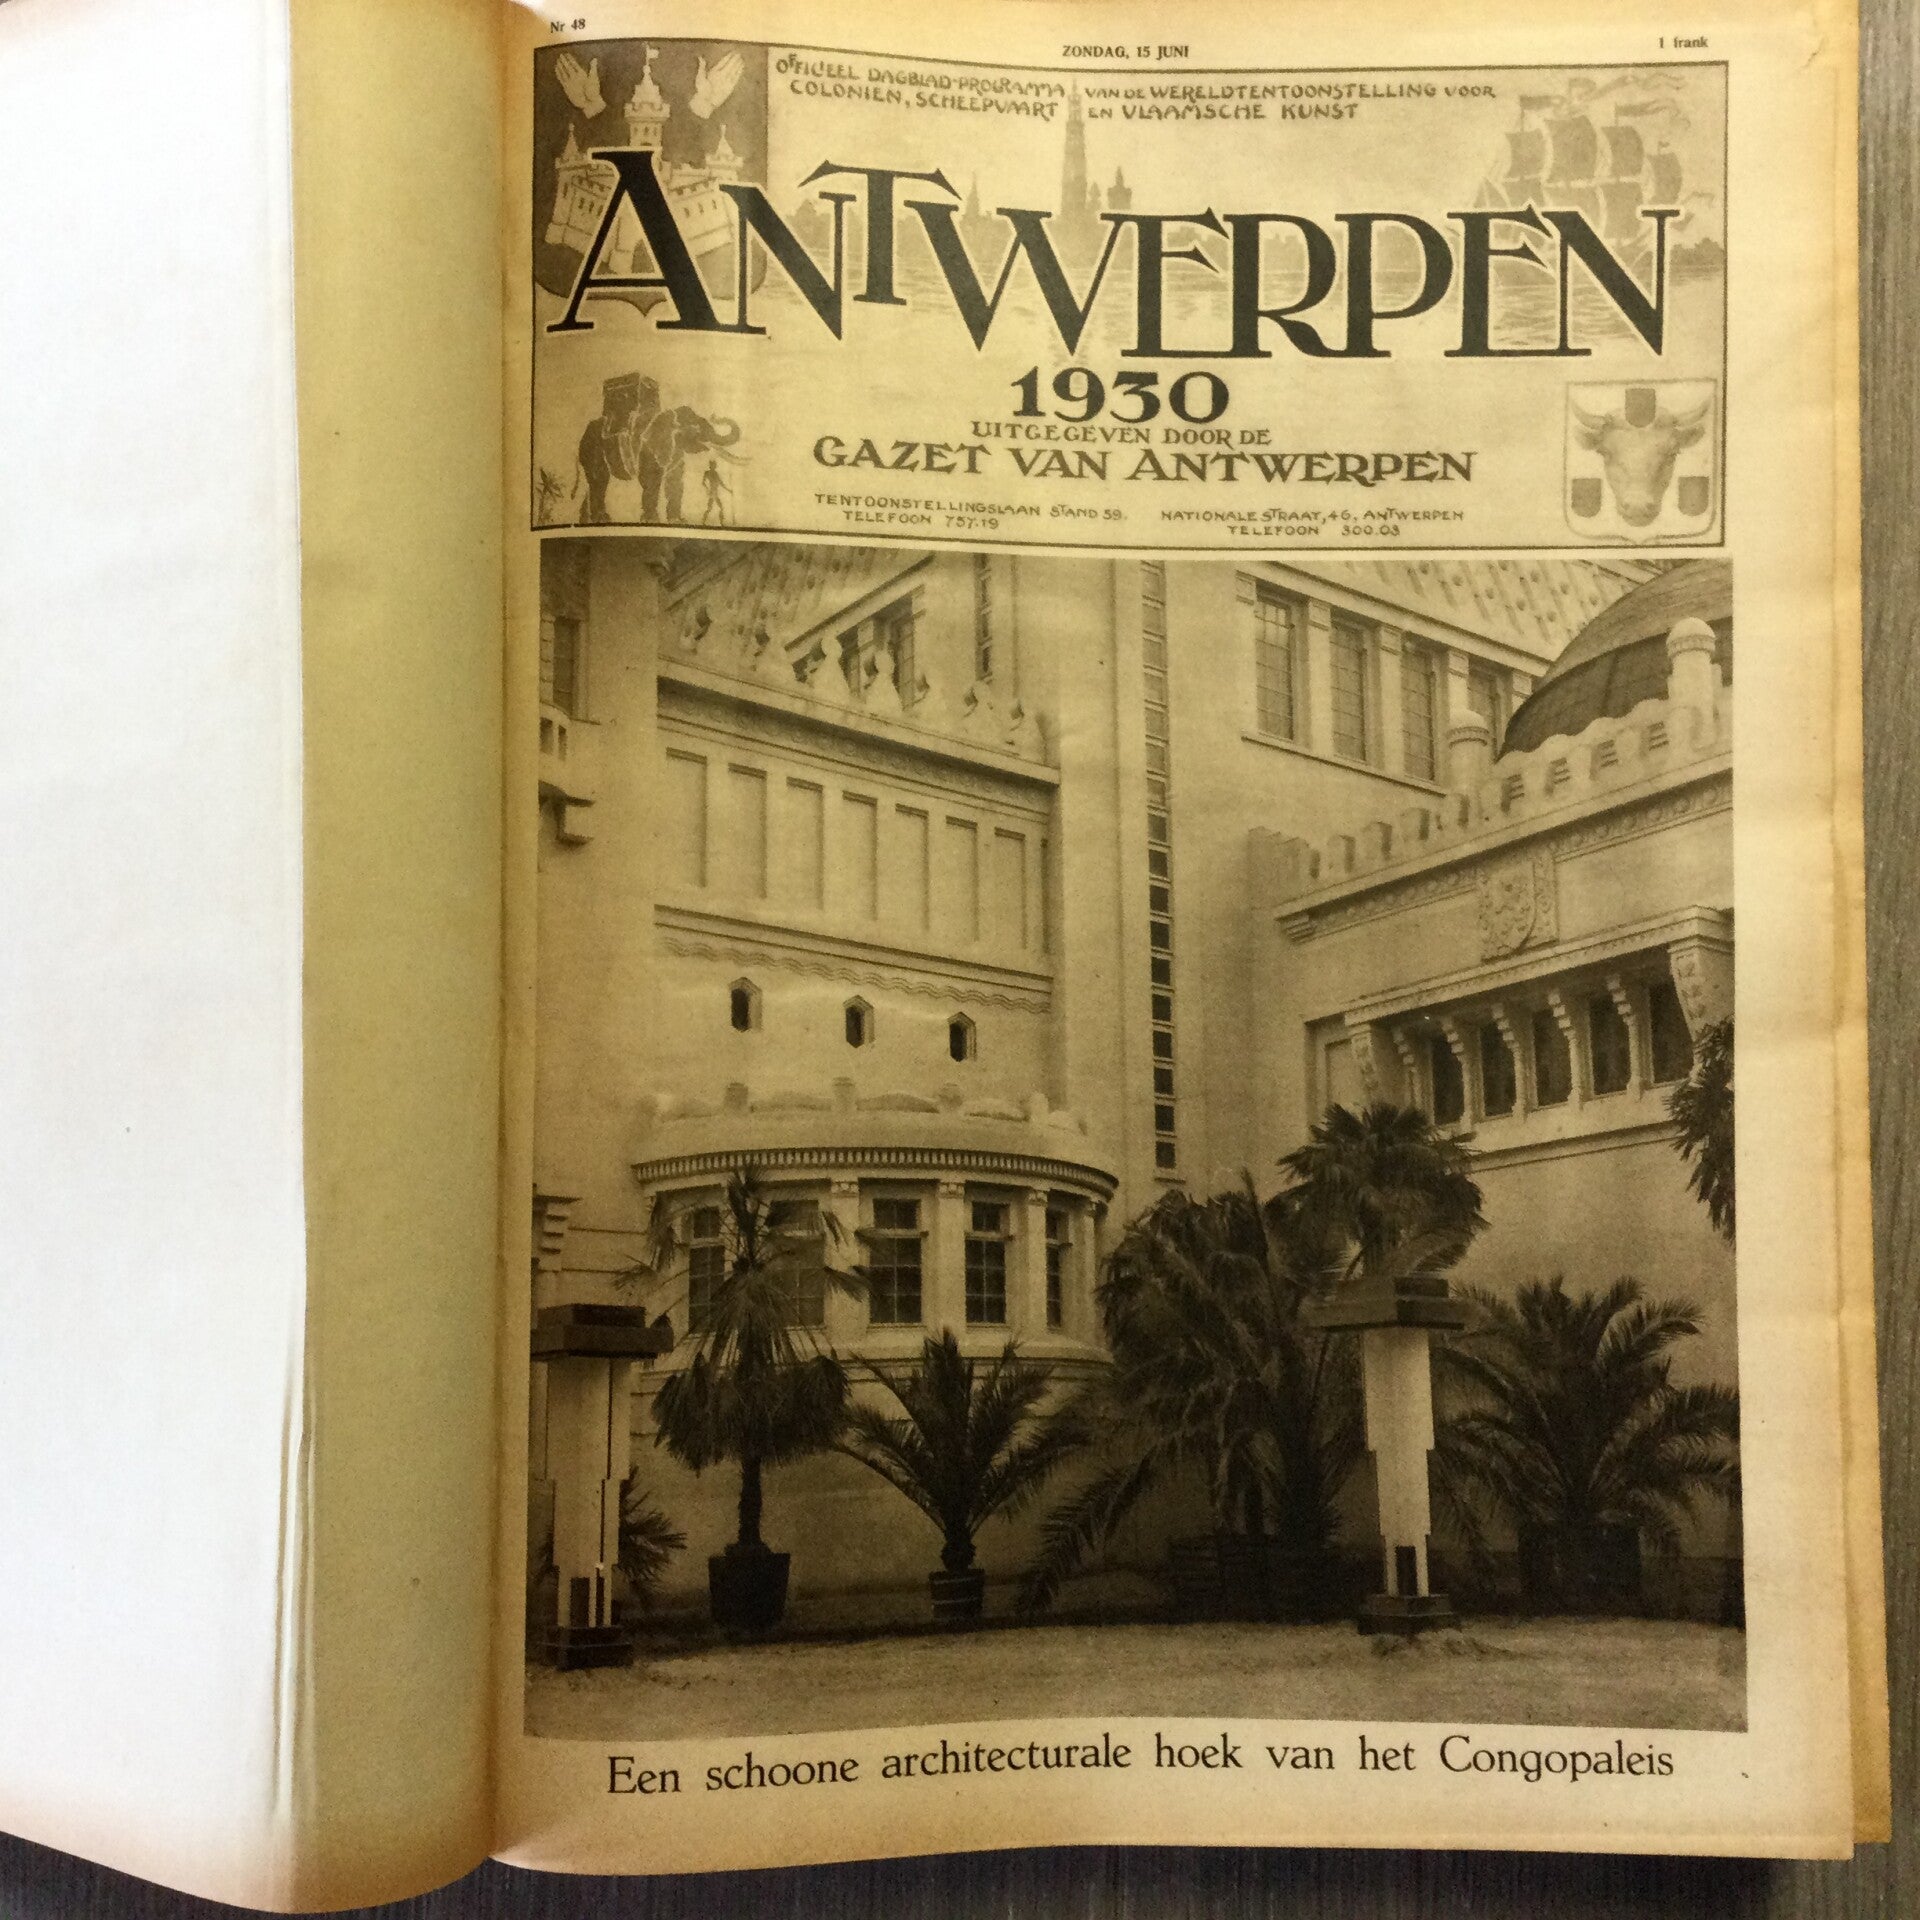 Nr 48
ZONDAG, 15 JUNI
1 frank
OFFICIEEL DAGBLAD-PROGRAMMA VAN DE WERELDTENTOONSTELLING VOOR
COLONIEN, SCHEEPVAART EN VLAAMSCHE KUNST
ANTWERPEN
1930
UITGEGEVEN DOOR DE
GAZET VAN ANTWERPEN
TENTOONSTELLINGSLAAN STAND 59. NATIONALE STRAAT, 46, ANTWERPEN
TELEFOON 757.19 TELEFOON 300.03
Een schoone architecturale hoek van het Congopaleis